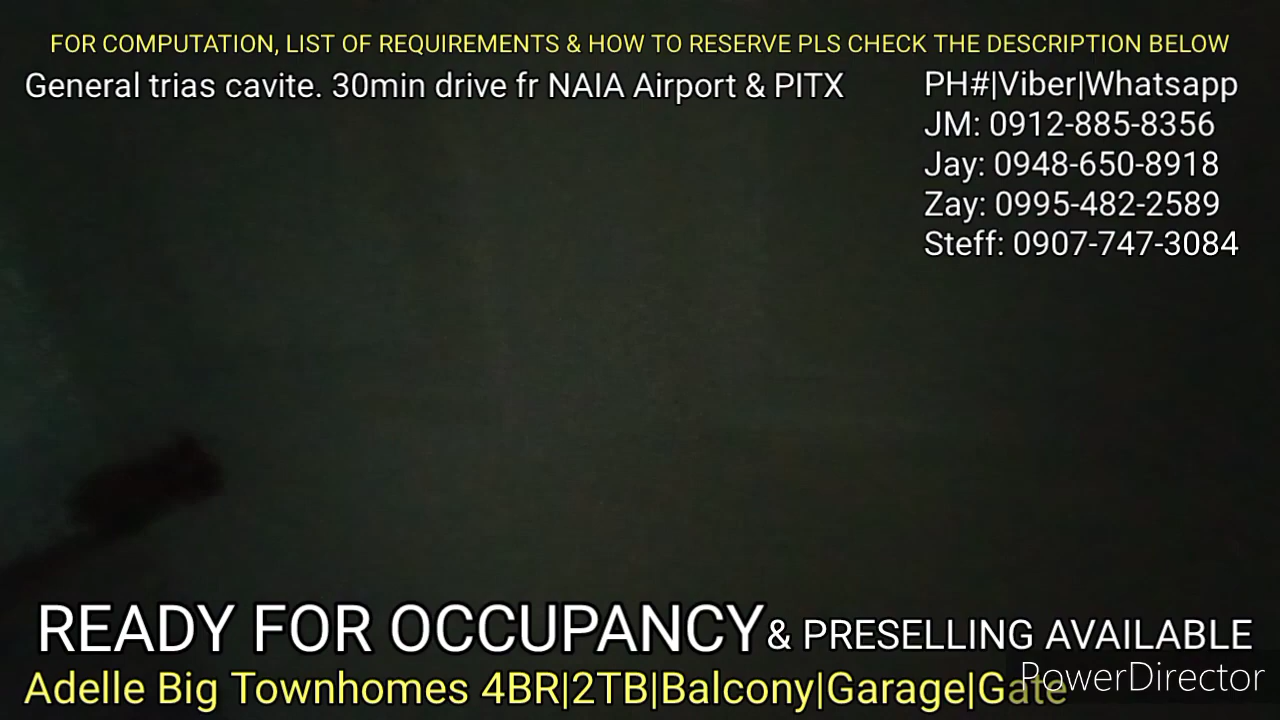 FOR COMPUTATION, LIST OF REQUIREMENTS & HOW TO RESERVE PLS CHECK THE DESCRIPTION BELOW
General trias cavite. 30min drive fr NAIA Airport & PITX
PH#|Viber|Whatsapp
JM: 0912-885-8356
Jay: 0948-650-8918
Zay: 0995-482-2589
Steff: 0907-747-3084
READY FOR OCCUPANCY & PRESELLING AVAILABLE
Adelle Big Townhomes 4BR|2TB|Balcony|Garage|Gate
PowerDirector